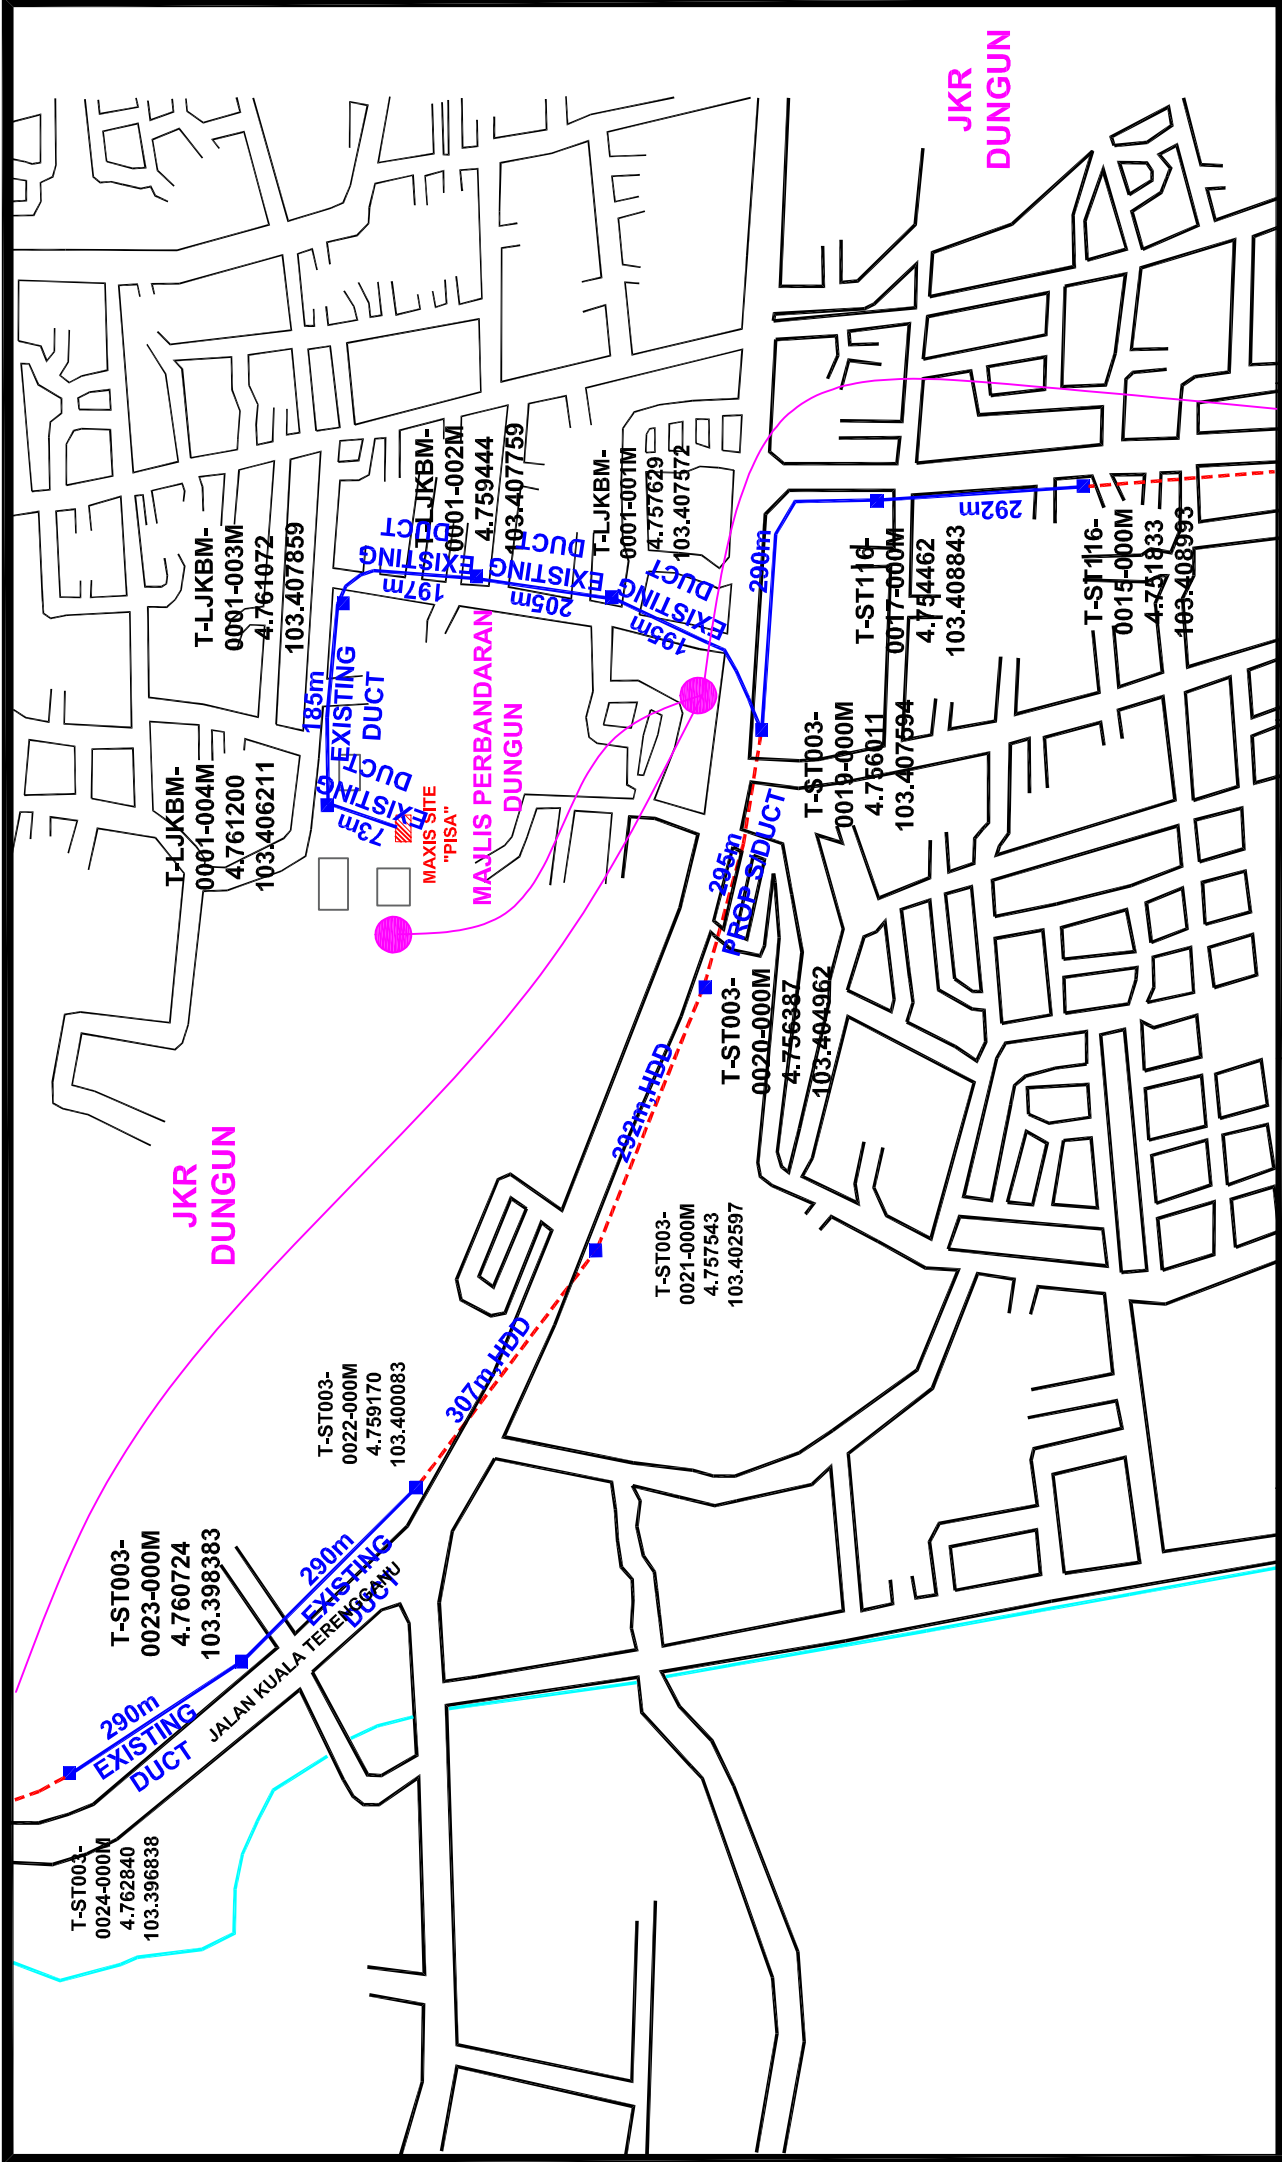 JKR
DUNGUN
T-LJKBM-
0001-003M
4.761072
103.407859
T-LJKBM-
0001-002M
4.759444
103.407759
T-LJKBM-
0001-001M
4.757629
103.407572
EXISTING
DUCT
197m
EXISTING
DUCT
205m
EXISTING
DUCT
195m
290m
292m
T-ST116-
0017-000M
4.754462
103.408843
T-ST116-
0015-000M
4.751833
103.408993
185m
EXISTING
DUCT
T-LJKBM-
0001-004M
4.761200
103.406211
EXISTING
DUCT
73m
MAXIS SITE
"PISA"
MAJLIS PERBANDARAN
DUNGUN
T-ST003-
0019-000M
4.756011
103.407594
295m
PROP S/DUCT
T-ST003-
0020-000M
4.756387
103.404962
292m,HDD
JKR
DUNGUN
T-ST003-
0021-000M
4.757543
103.402597
307m,HDD
T-ST003-
0022-000M
4.759170
103.400083
290m
EXISTING
DUCT
T-ST003-
0023-000M
4.760724
103.398383
JALAN KUALA TERENGGANU
290m
EXISTING
DUCT
T-ST003-
0024-000M
4.762840
103.396838